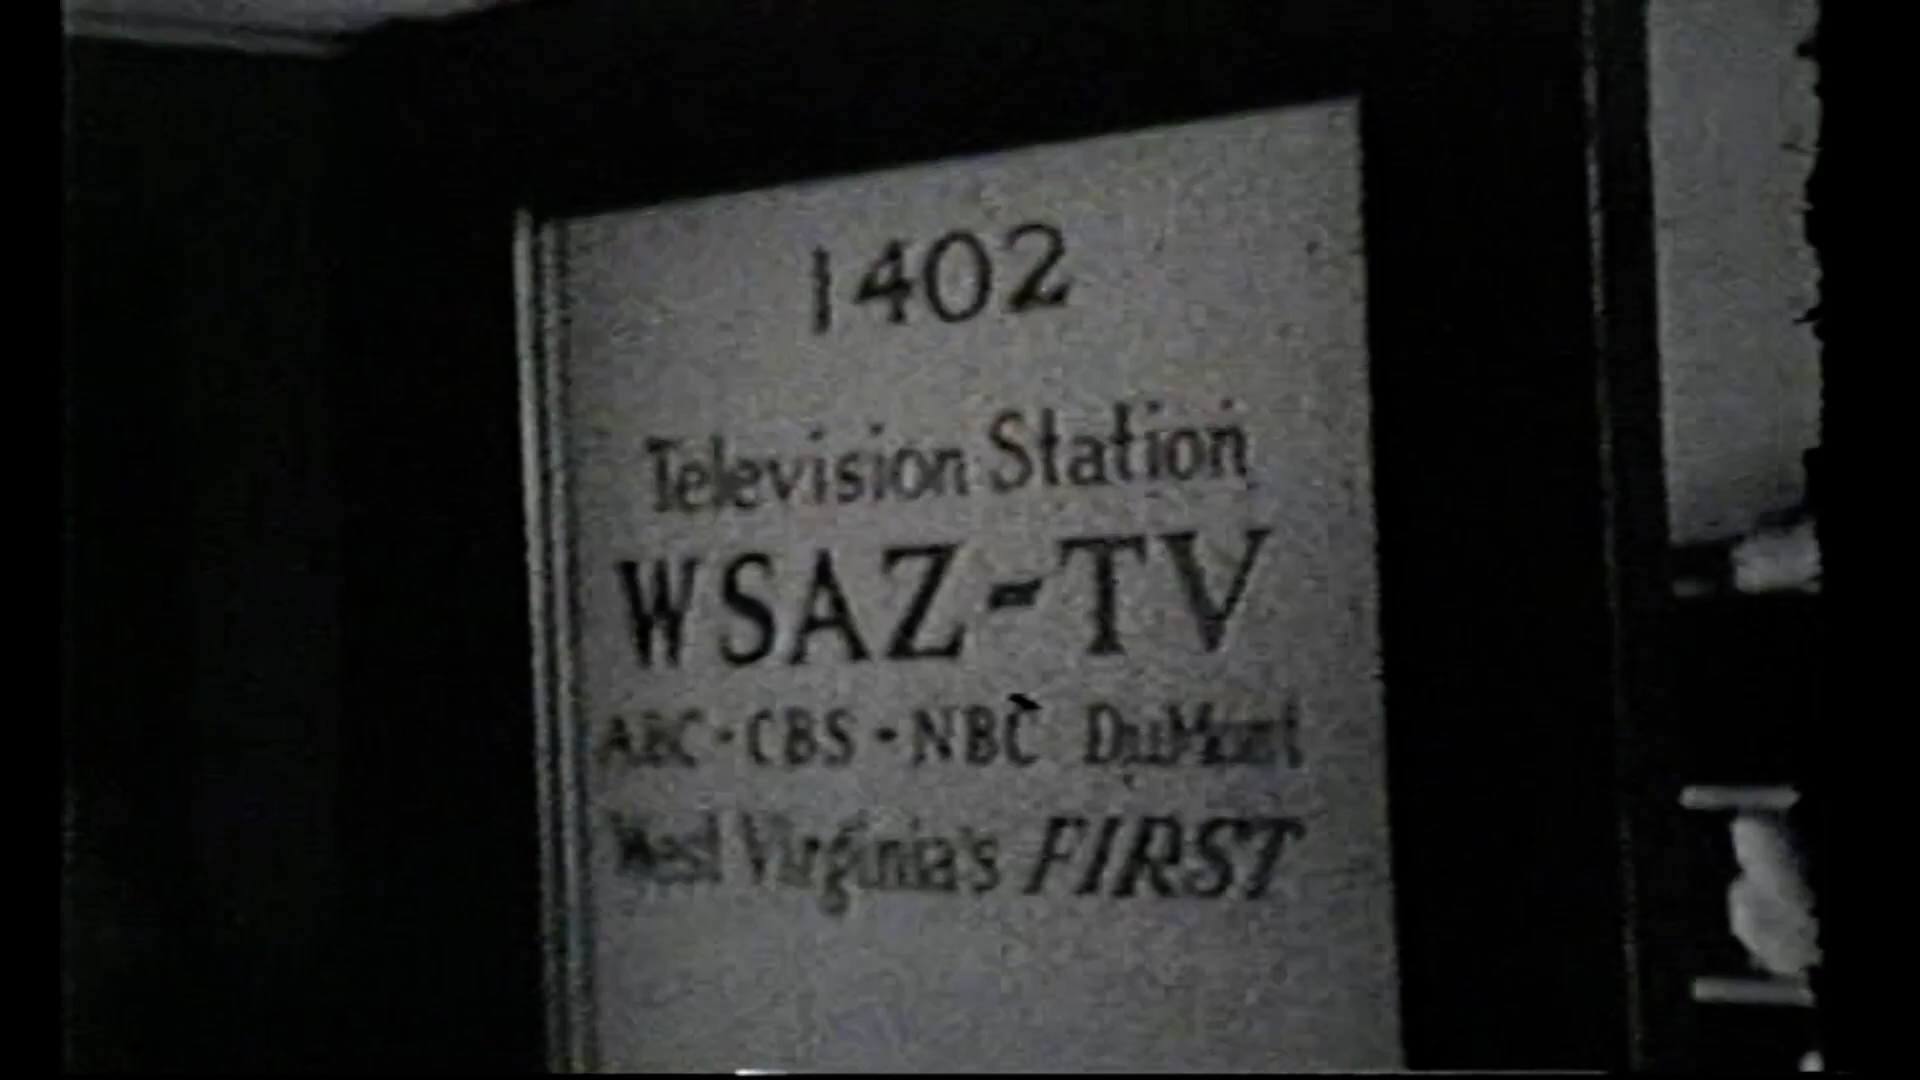 1402
Television Station
WSAZ-TV
ABC · CBS · NBC DuMont
West Virginia's FIRST